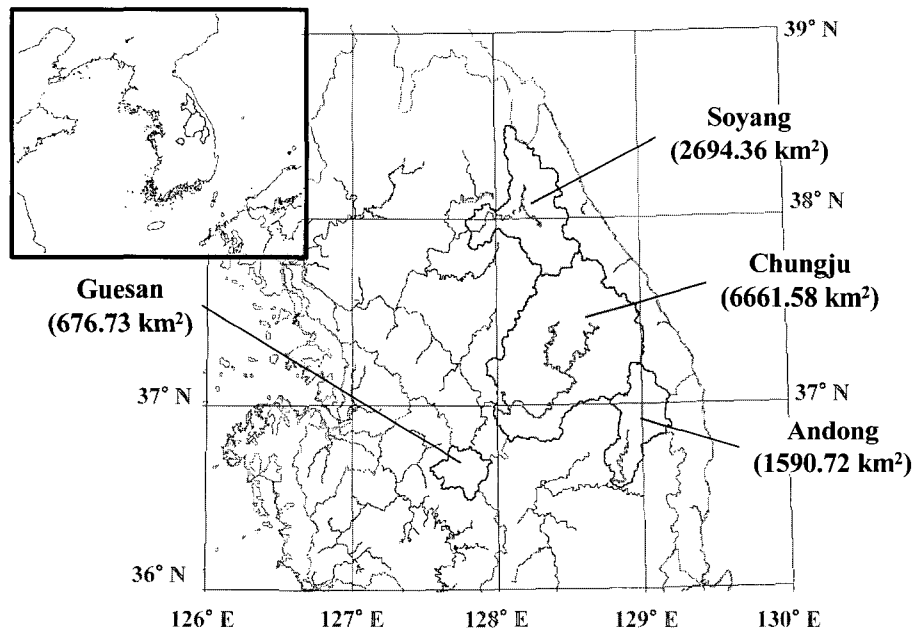 39° N
Soyang
(2694.36 km²)
38° N
Chungju
(6661.58 km²)
Guesan
(676.73 km²)
37° N
37° N
Andong
(1590.72 km²)
36° N
126° E
127° E
128° E
129° E
130° E